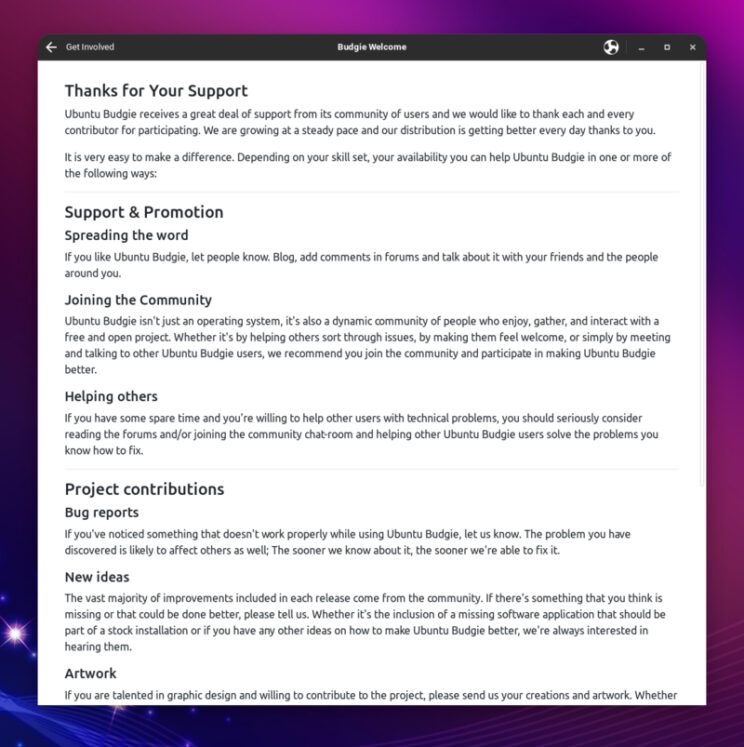 Get Involved
Budgie Welcome
Thanks for Your Support
Ubuntu Budgie receives a great deal of support from its community of users and we would like to thank each and every
contributor for participating. We are growing at a steady pace and our distribution is getting better every day thanks to you.
It is very easy to make a difference. Depending on your skill set, your availability you can help Ubuntu Budgie in one or more of
the following ways:
Support & Promotion
Spreading the word
If you like Ubuntu Budgie, let people know. Blog, add comments in forums and talk about it with your friends and the people
around you.
Joining the Community
Ubuntu Budgie isn't just an operating system, it's also a dynamic community of people who enjoy, gather, and interact with a
free and open project. Whether it's by helping others sort through issues, by making them feel welcome, or simply by meeting
and talking to other Ubuntu Budgie users, we recommend you join the community and participate in making Ubuntu Budgie
better.
Helping others
If you have some spare time and you're willing to help other users with technical problems, you should seriously consider
reading the forums and/or joining the community chat-room and helping other Ubuntu Budgie users solve the problems you
know how to fix.
Project contributions
Bug reports
If you've noticed something that doesn't work properly while using Ubuntu Budgie, let us know. The problem you have
discovered is likely to affect others as well; The sooner we know about it, the sooner we're able to fix it.
New ideas
The vast majority of improvements included in each release come from the community. If there's something that you think is
missing or that could be done better, please tell us. Whether it's the inclusion of a missing software application that should be
part of a stock installation or if you have any other ideas on how to make Ubuntu Budgie better, we're always interested in
hearing them.
Artwork
If you are talented in graphic design and willing to contribute to the project, please send us your creations and artwork. Whether